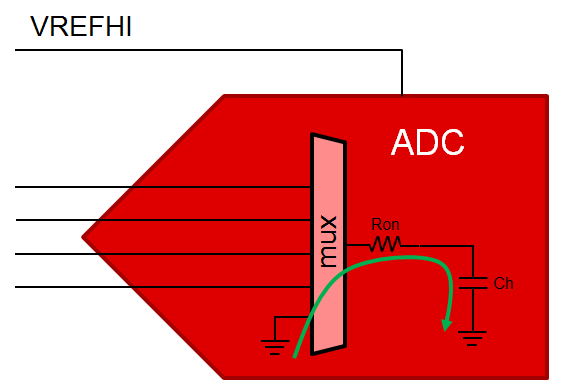 VREFHI
ADC
mux
Ron
Ch